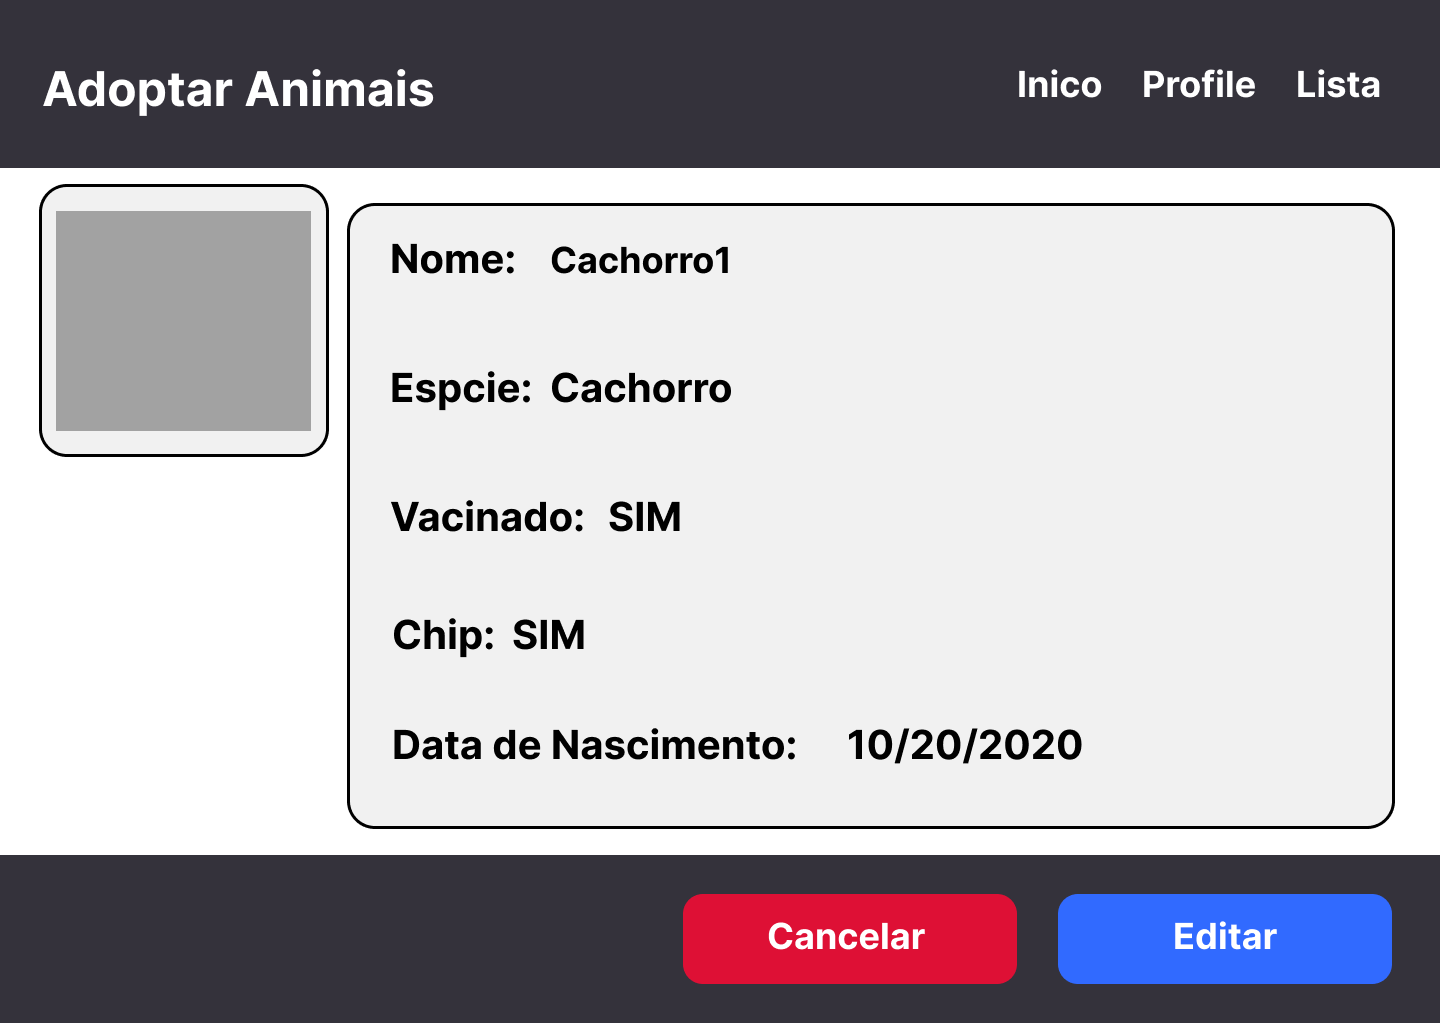 Adoptar Animais
Inico Profile Lista
Nome: Cachorro1
Espcie: Cachorro
Vacinado: SIM
Chip: SIM
Data de Nascimento: 10/20/2020
Cancelar Editar